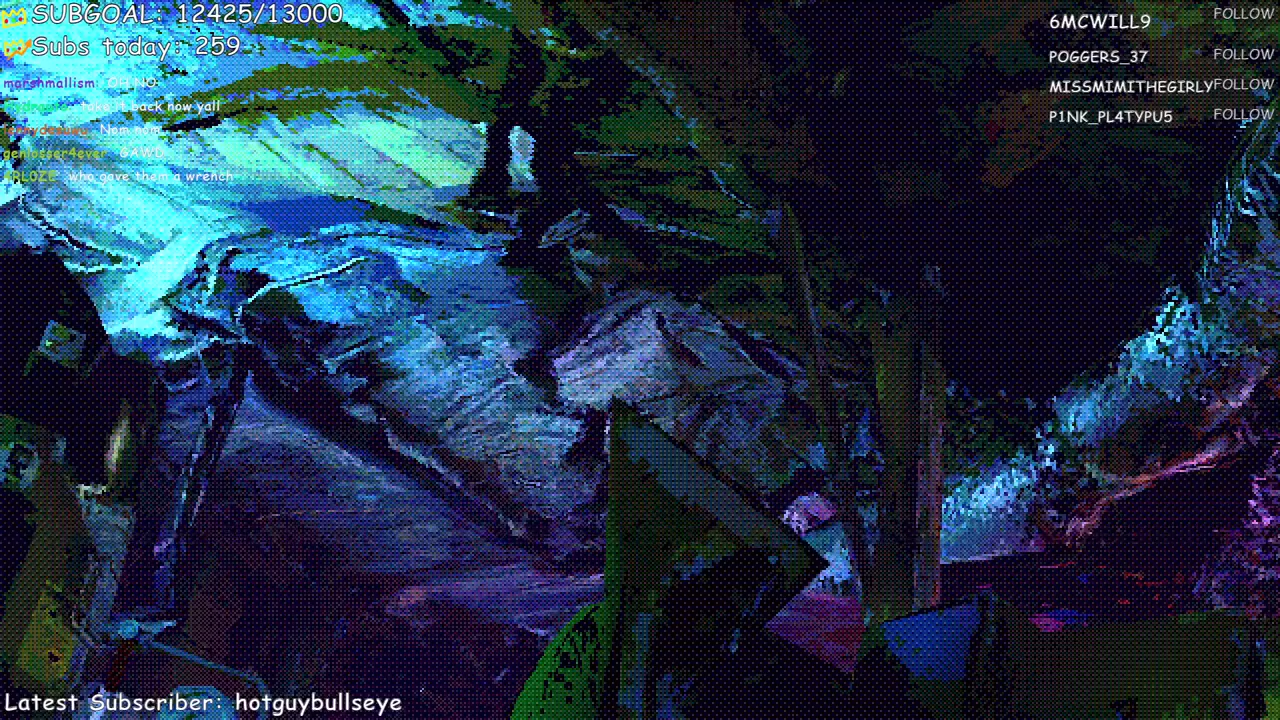 SUBGOAL: 12425/13000
Subs today: 259
marshmallism: OH NO
take it back now yall
Nom nom
GAWD
who gave them a wrench
6MCWILL9 FOLLOW
POGGERS_37 FOLLOW
MISSMIMITHEGIRLY FOLLOW
P1NK_PL4TYPU5 FOLLOW
Latest Subscriber: hotguybullseye